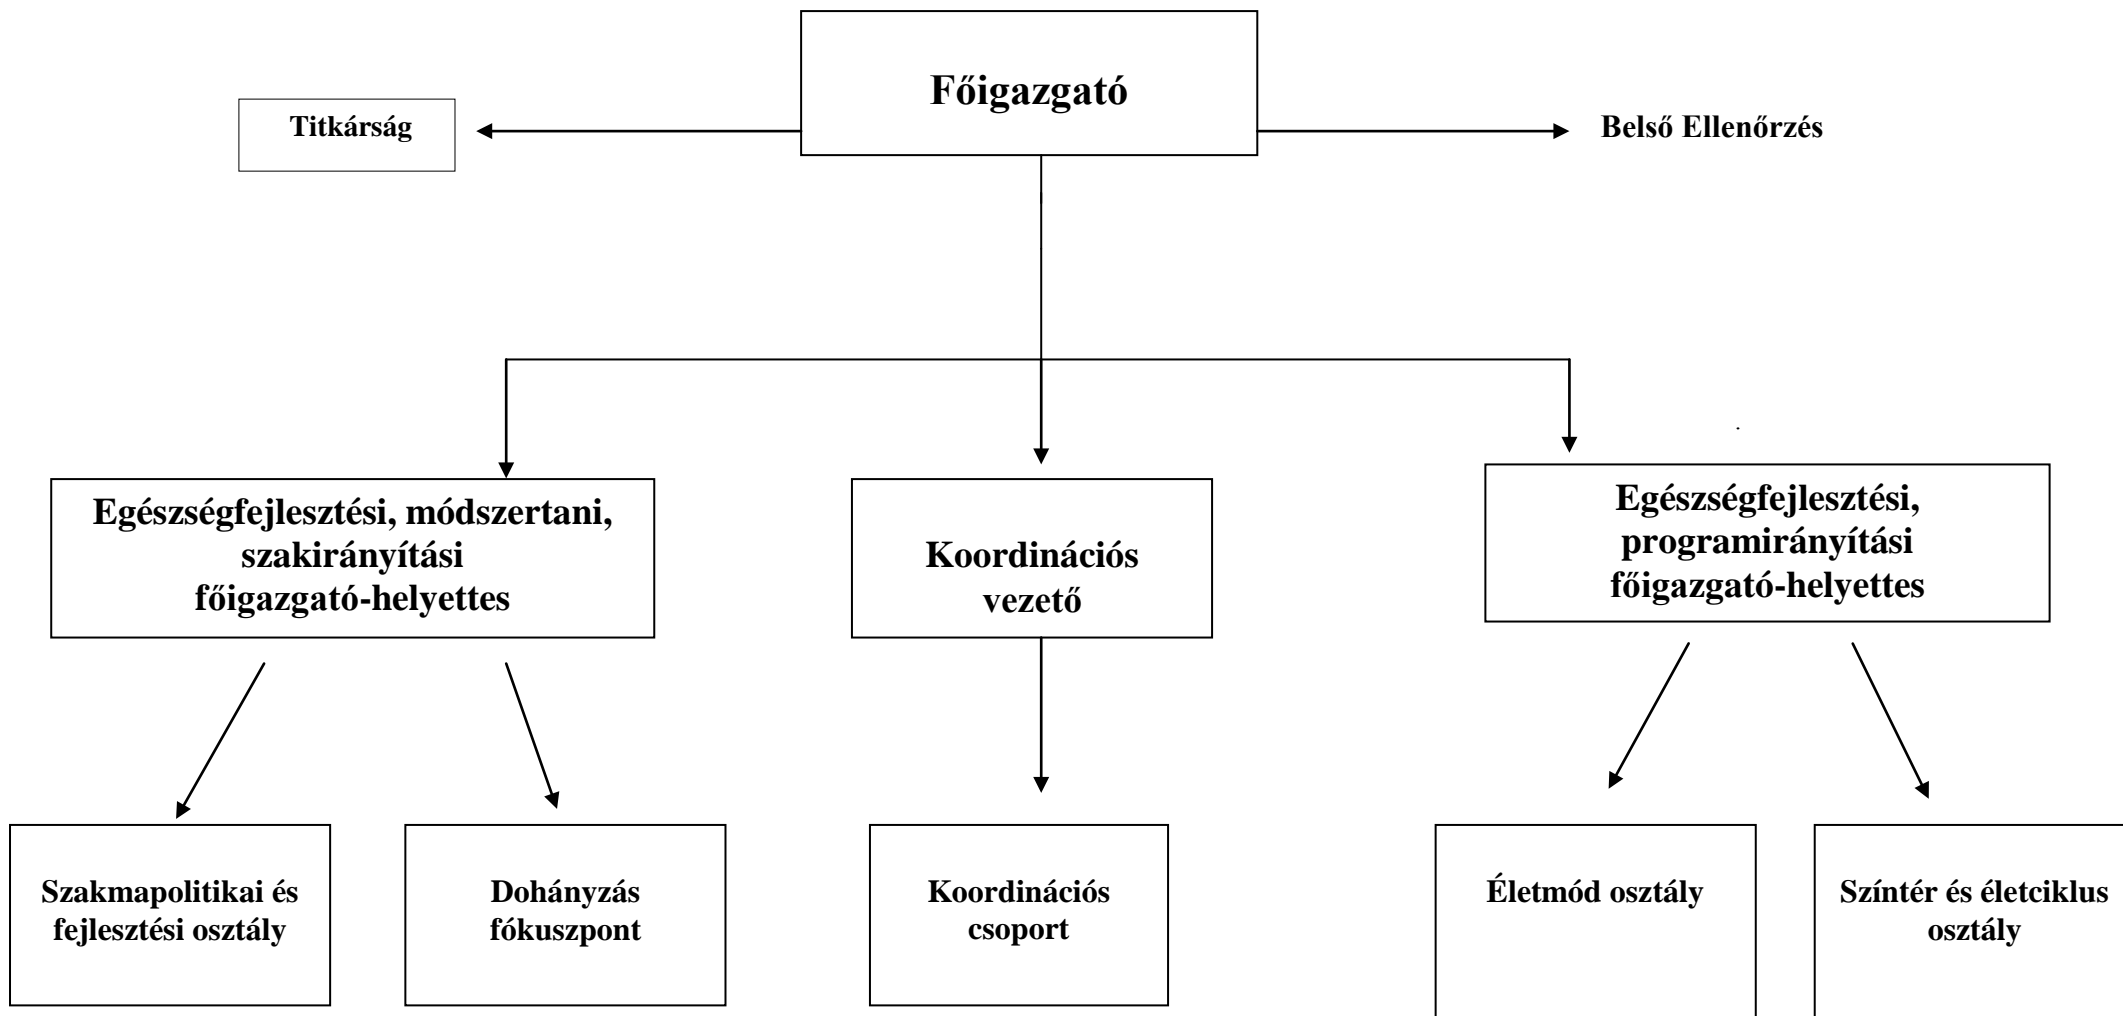 Főigazgató
Titkárság
Belső Ellenőrzés
Egészségfejlesztési, módszertani,
szakirányítási
főigazgató-helyettes
Koordinációs
vezető
Egészségfejlesztési,
programirányítási
főigazgató-helyettes
Szakmapolitikai és
fejlesztési osztály
Dohányzás
fókuszpont
Koordinációs
csoport
Életmód osztály
Színtér és életciklus
osztály